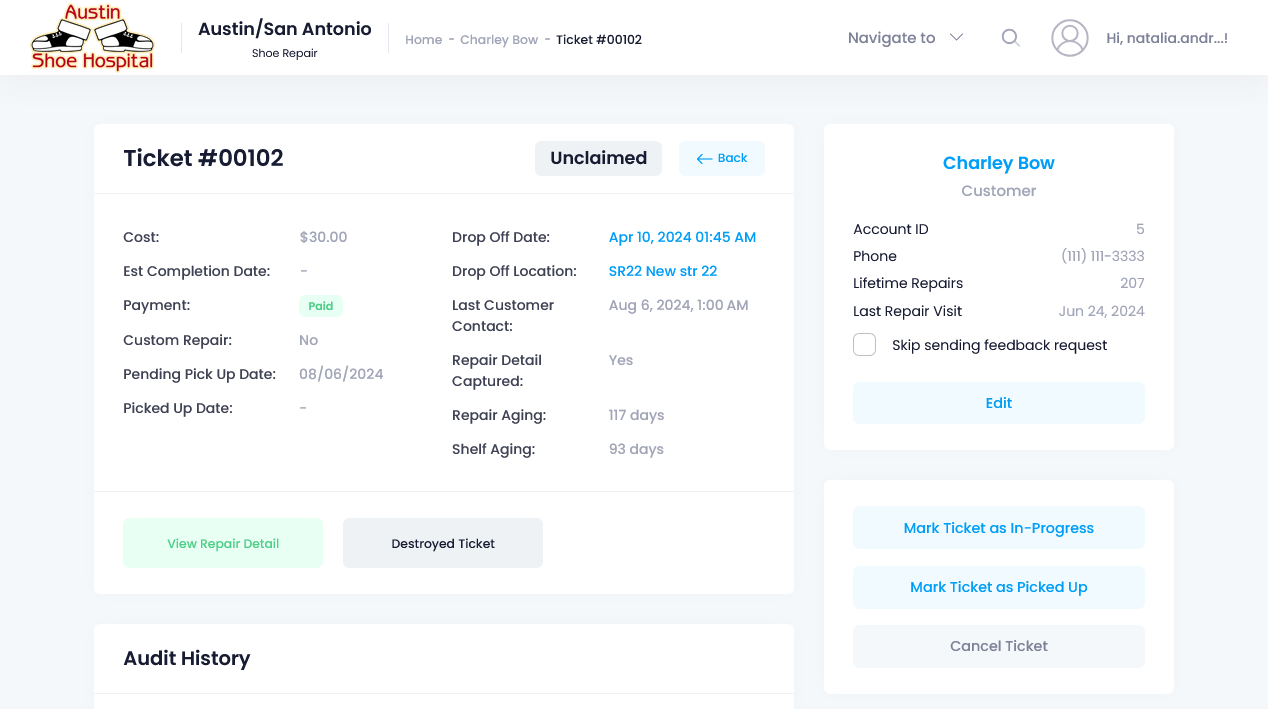 Austin
Shoe Hospital
Austin/San Antonio
Shoe Repair
Home - Charley Bow - Ticket #00102
Navigate to
Hi, natalia.andr...!
Ticket #00102
Unclaimed
Back
Cost: $30.00
Est Completion Date: -
Payment: Paid
Custom Repair: No
Pending Pick Up Date: 08/06/2024
Picked Up Date: -
Drop Off Date: Apr 10, 2024 01:45 AM
Drop Off Location: SR22 New str 22
Last Customer Contact: Aug 6, 2024, 1:00 AM
Repair Detail Captured: Yes
Repair Aging: 117 days
Shelf Aging: 93 days
View Repair Detail
Destroyed Ticket
Audit History
Charley Bow
Customer
Account ID 5
Phone (111) 111-3333
Lifetime Repairs 207
Last Repair Visit Jun 24, 2024
Skip sending feedback request
Edit
Mark Ticket as In-Progress
Mark Ticket as Picked Up
Cancel Ticket